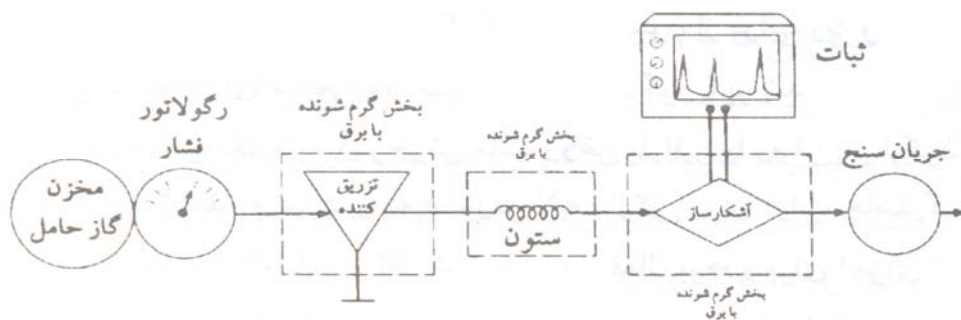 ثبات
رگولاتور
فشار
بخش گرم شونده
با برق
بخش گرم شونده
با برق
جریان سنج
مخزن
گاز حامل
تزریق
کننده
ستون
آشکارساز
بخش گرم شونده
با برق